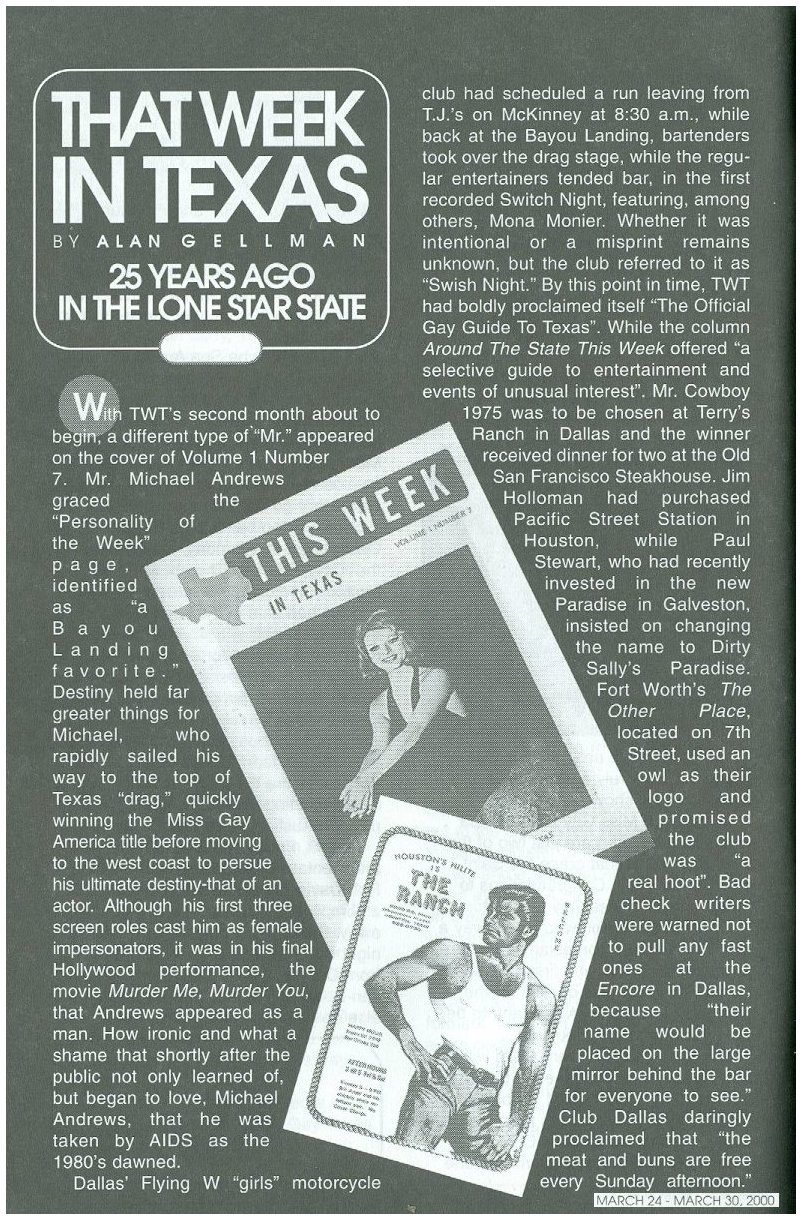 THAT WEEK
IN TEXAS
BY ALAN GELLMAN
25 YEARS AGO
IN THE LONE STAR STATE
With TWT's second month about to
begin, a different type of "Mr." appeared
on the cover of Volume 1 Number
7. Mr. Michael Andrews
graced the
"Personality of
the Week"
page,
identified
as "a
Bayou
Landing
favorite."
Destiny held far
greater things for
Michael, who
rapidly sailed his
way to the top of
Texas "drag," quickly
winning the Miss Gay
America title before moving
to the west coast to persue
his ultimate destiny-that of an
actor. Although his first three
screen roles cast him as female
impersonators, it was in his final
Hollywood performance, the
movie Murder Me, Murder You,
that Andrews appeared as a
man. How ironic and what a
shame that shortly after the
public not only learned of,
but began to love, Michael
Andrews, that he was
taken by AIDS as the
1980's dawned.
Dallas' Flying W "girls" motorcycle
club had scheduled a run leaving from
T.J.'s on McKinney at 8:30 a.m., while
back at the Bayou Landing, bartenders
took over the drag stage, while the regu-
lar entertainers tended bar, in the first
recorded Switch Night, featuring, among
others, Mona Monier. Whether it was
intentional or a misprint remains
unknown, but the club referred to it as
"Swish Night." By this point in time, TWT
had boldly proclaimed itself "The Official
Gay Guide To Texas". While the column
Around The State This Week offered "a
selective guide to entertainment and
events of unusual interest". Mr. Cowboy
1975 was to be chosen at Terry's
Ranch in Dallas and the winner
received dinner for two at the Old
San Francisco Steakhouse. Jim
Holloman had purchased
Pacific Street Station in
Houston, while Paul
Stewart, who had recently
invested in the new
Paradise in Galveston,
insisted on changing
the name to Dirty
Sally's Paradise.
Fort Worth's The
Other Place,
located on 7th
Street, used an
owl as their
logo and
promised
the club
was "a
real hoot". Bad
check writers
were warned not
to pull any fast
ones at the
Encore in Dallas,
because "their
name would be
placed on the large
mirror behind the bar
for everyone to see."
Club Dallas daringly
proclaimed that "the
meat and buns are free
every Sunday afternoon."
THIS WEEK
VOLUME 1 NUMBER 7
IN TEXAS
HOUSTON'S HILITE
IS
THE
RANCH
WELCOME
HAPPY HOUR
AFTER HOURS
MARCH 24 - MARCH 30, 2000